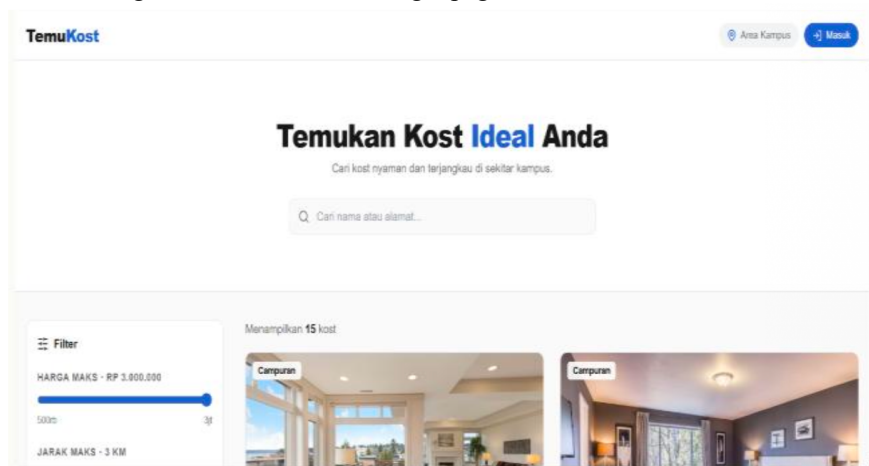 TemuKost
Area Kampus
Masuk
Temukan Kost Ideal Anda
Cari kost nyaman dan terjangkau di sekitar kampus.
Cari nama atau alamat...
Filter
HARGA MAKS - RP 3.000.000
3jt
JARAK MAKS - 3 KM
Menampilkan 15 kost
Campuran
Campuran